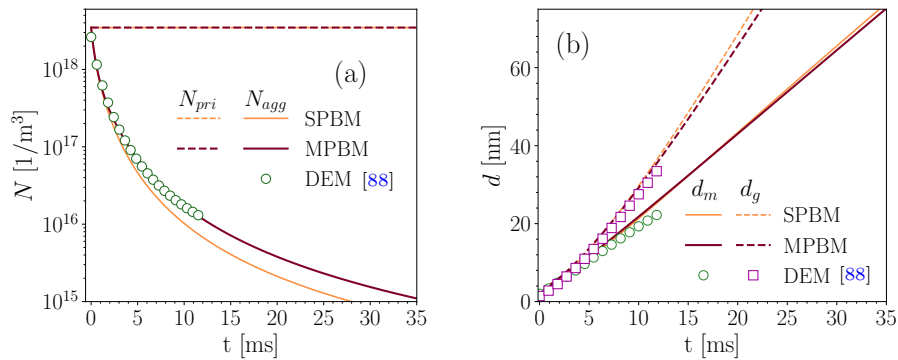 10¹⁸
10¹⁷
10¹⁶
10¹⁵
N [1/m³]
(a)
N_pri N_agg
SPBM
MPBM
DEM [88]
0 5 10 15 20 25 30 35
t [ms]
60
40
20
0
d [nm]
(b)
d_m d_g
SPBM
MPBM
DEM [88]
0 5 10 15 20 25 30 35
t [ms]